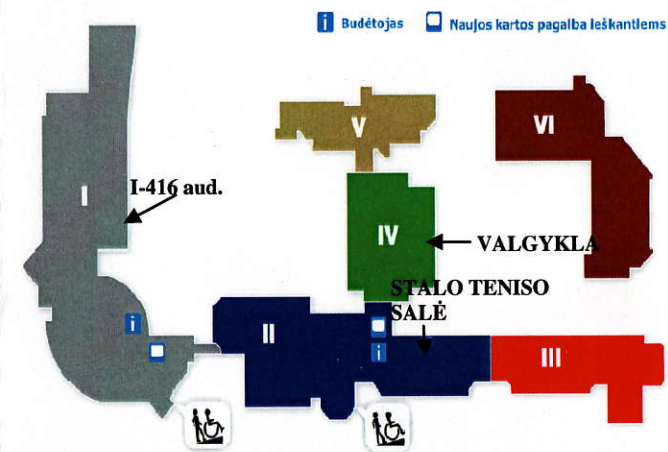 i Budėtojas Naujos kartos pagalba ieškantiems
V
VI
I
I-416 aud.
IV
VALGYKLA
STALO TENISO
SALĖ
i
II
i
III